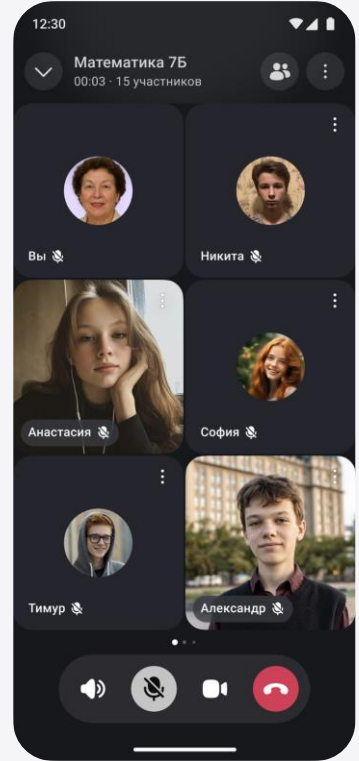 12:30
Математика 7Б
00:03 · 15 участников
Вы
Никита
Анастасия
София
Тимур
Александр